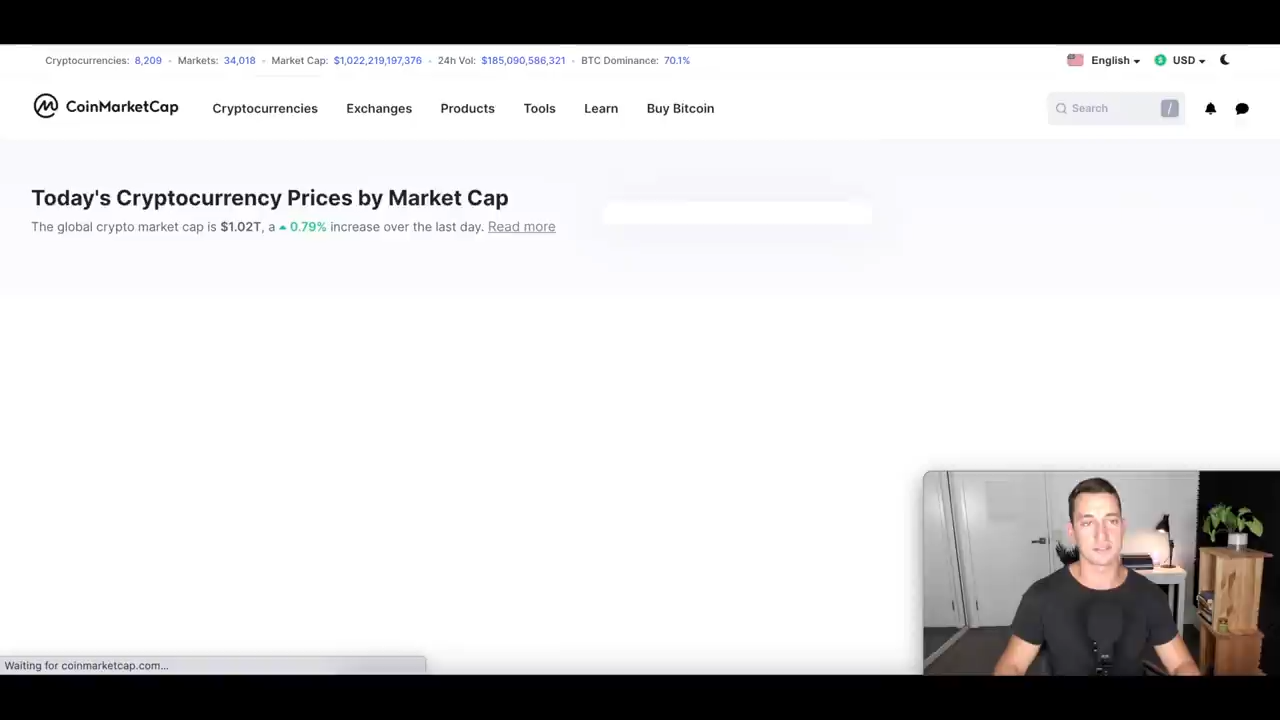 Cryptocurrencies: 8,209 • Markets: 34,018 • Market Cap: $1,022,219,197,376 • 24h Vol: $185,090,586,321 • BTC Dominance: 70.1% English USD
CoinMarketCap Cryptocurrencies Exchanges Products Tools Learn Buy Bitcoin Search /
Today's Cryptocurrency Prices by Market Cap
The global crypto market cap is $1.02T, a 0.79% increase over the last day. Read more
Waiting for coinmarketcap.com...